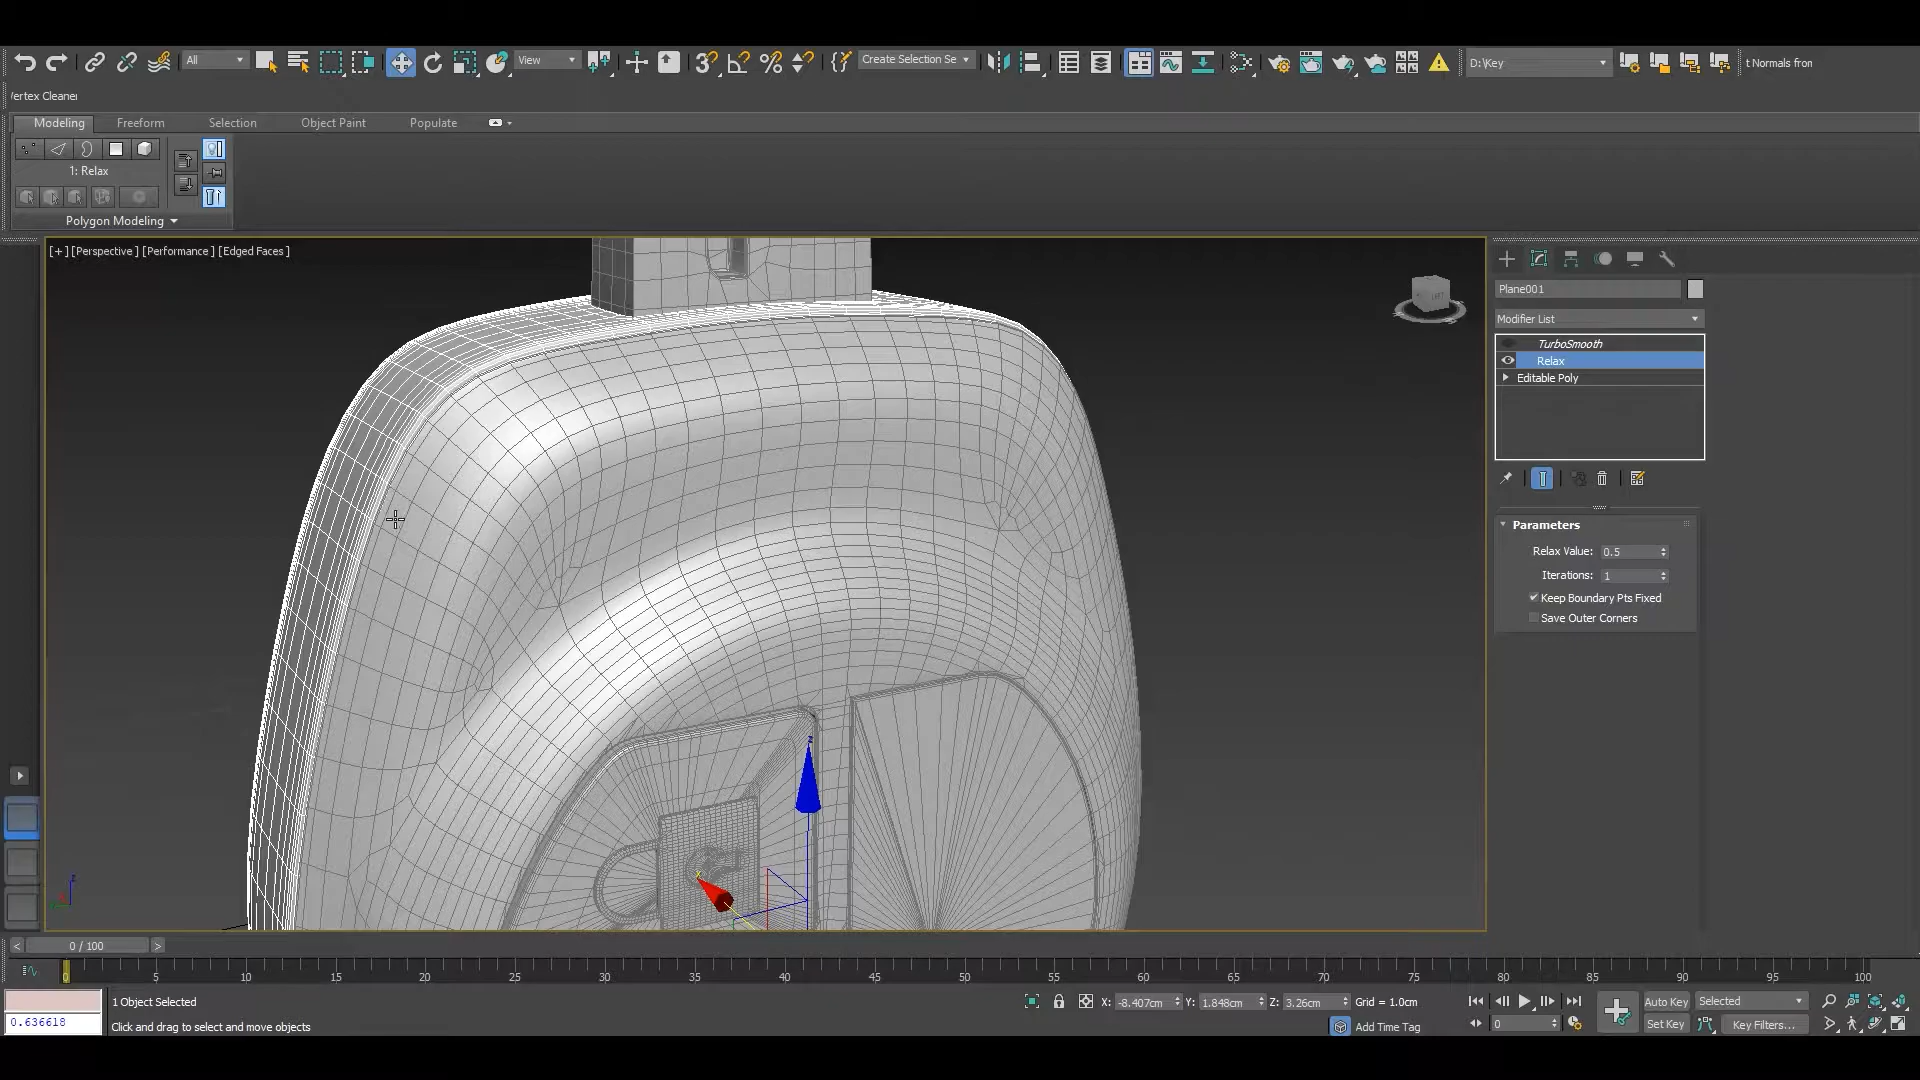 All
View
Create Selection Se
D:\Key
t Normals from
Vertex Cleaner
Modeling
Freeform
Selection
Object Paint
Populate
1: Relax
Polygon Modeling
[+] [Perspective] [Performance] [Edged Faces]
Plane001
Modifier List
TurboSmooth
Relax
Editable Poly
Parameters
Relax Value: 0.5
Iterations: 1
Keep Boundary Pts Fixed
Save Outer Corners
z
x
z
< 0 / 100 >
0 5 10 15 20 25 30 35 40 45 50 55 60 65 70 75 80 85 90 95 100
1 Object Selected
X: -8.407cm Y: 1.848cm Z: 3.26cm Grid = 1.0cm
Auto Key Selected
0.636618
Click and drag to select and move objects
Add Time Tag
0
Set Key
Key Filters...